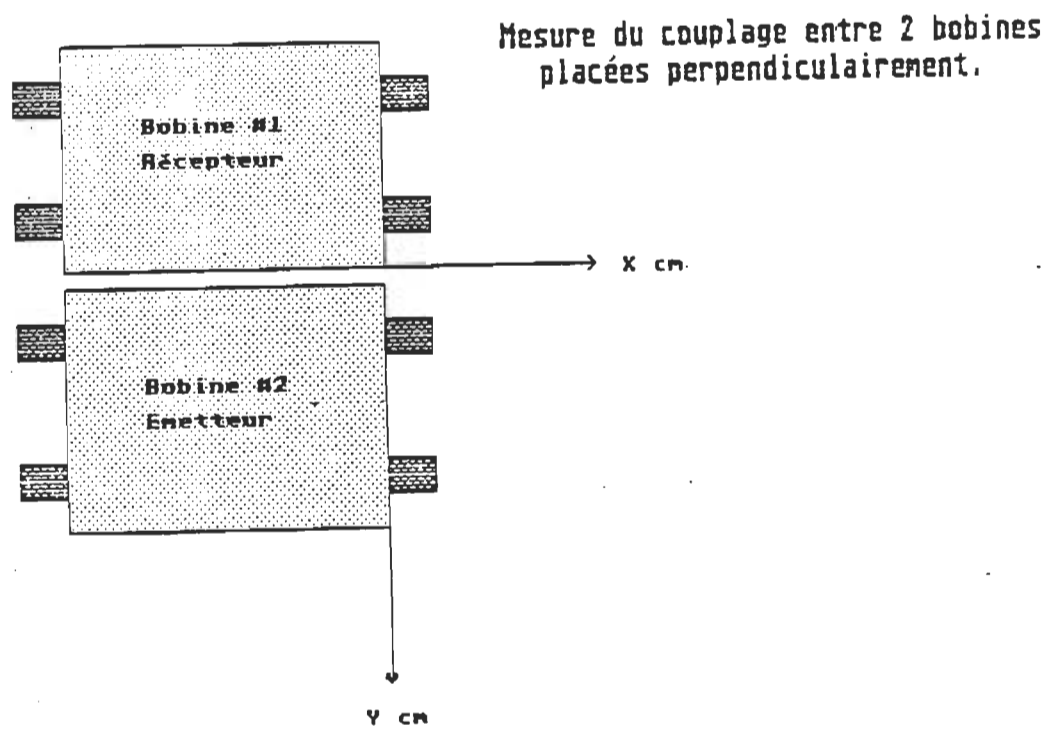 Mesure du couplage entre 2 bobines
placées perpendiculairement.
Bobine #1
Récepteur
X cm.
Bobine #2
Emetteur
Y cm